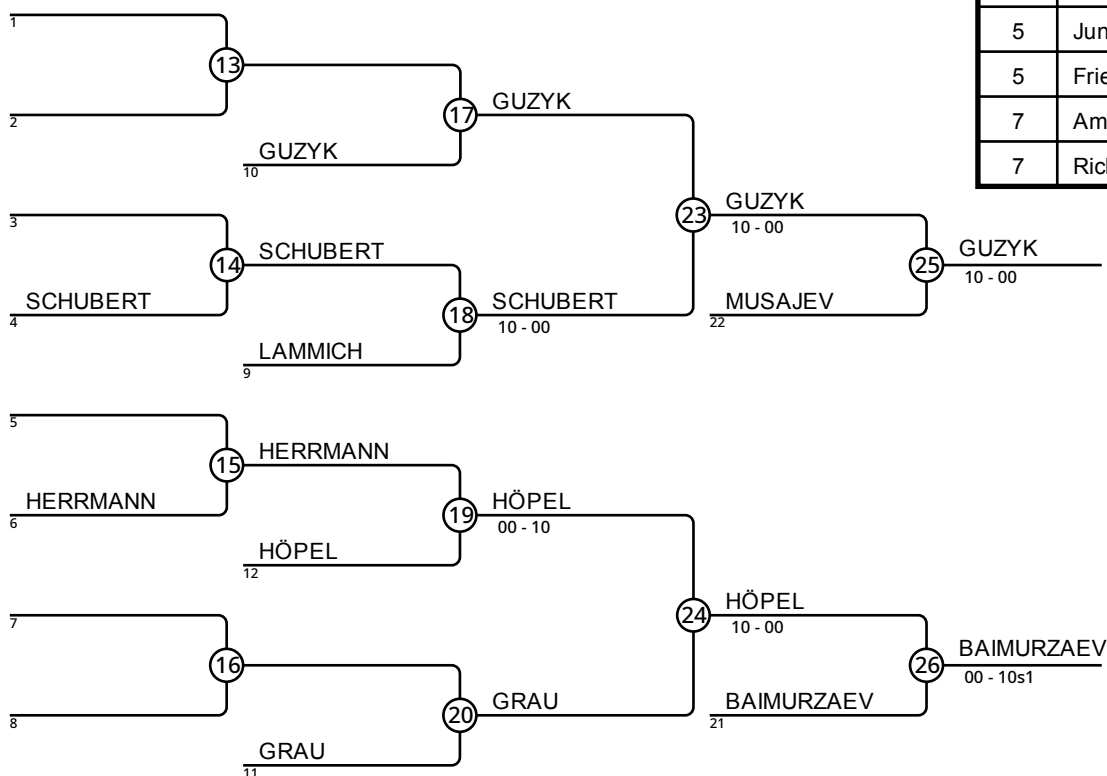 1
13
2
17
GUZYK
GUZYK
10
3
14
SCHUBERT
SCHUBERT
4
18
SCHUBERT
10 - 00
LAMMICH
9
23
GUZYK
10 - 00
MUSAJEV
22
25
GUZYK
10 - 00
5
15
HERRMANN
HERRMANN
6
19
HÖPEL
00 - 10
HÖPEL
12
7
16
8
20
GRAU
GRAU
11
24
HÖPEL
10 - 00
BAIMURZAEV
21
26
BAIMURZAEV
00 - 10s1
5
5
7
7